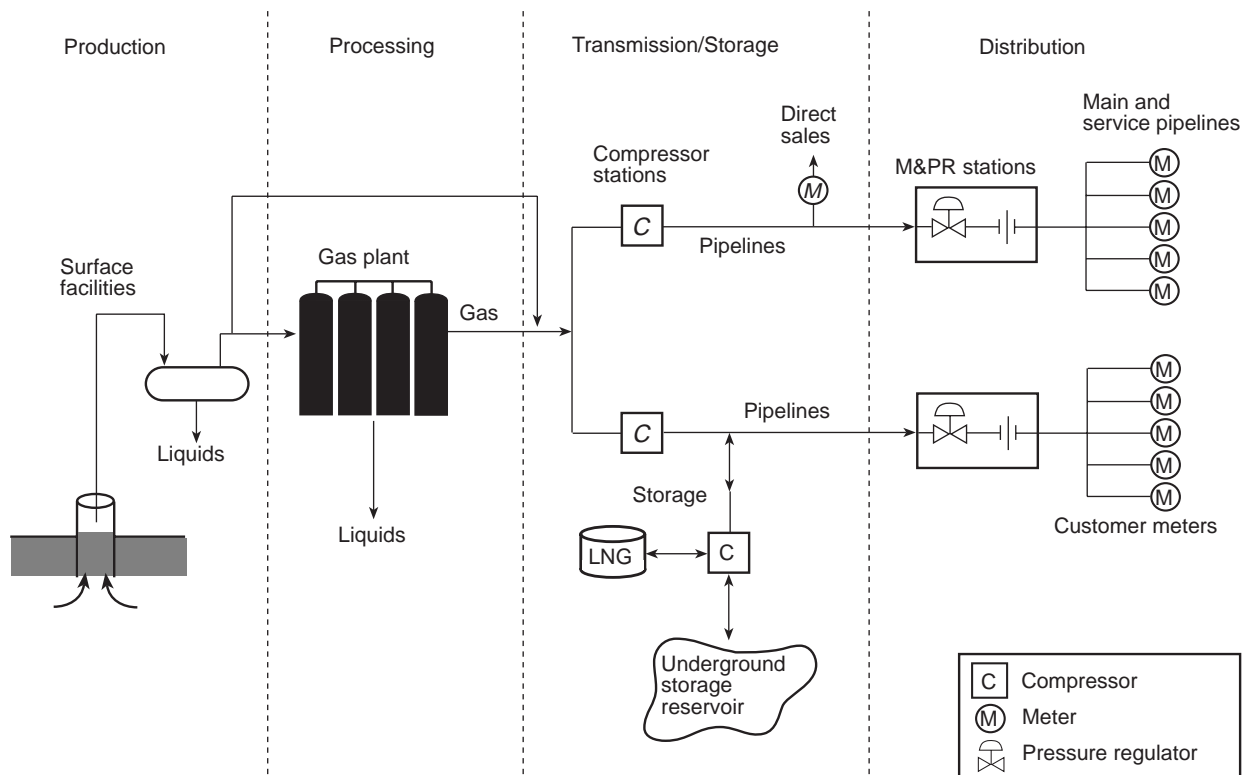 Production
Processing
Transmission/Storage
Distribution
Main and
service pipelines
Direct
sales
Compressor
stations
M&PR stations
M
M
M
M
M
M
C
Pipelines
Surface
facilities
Gas plant
Gas
Liquids
Liquids
C
Pipelines
M
M
M
M
M
Customer meters
Storage
LNG
C
Underground
storage
reservoir
C Compressor
M Meter
Pressure regulator